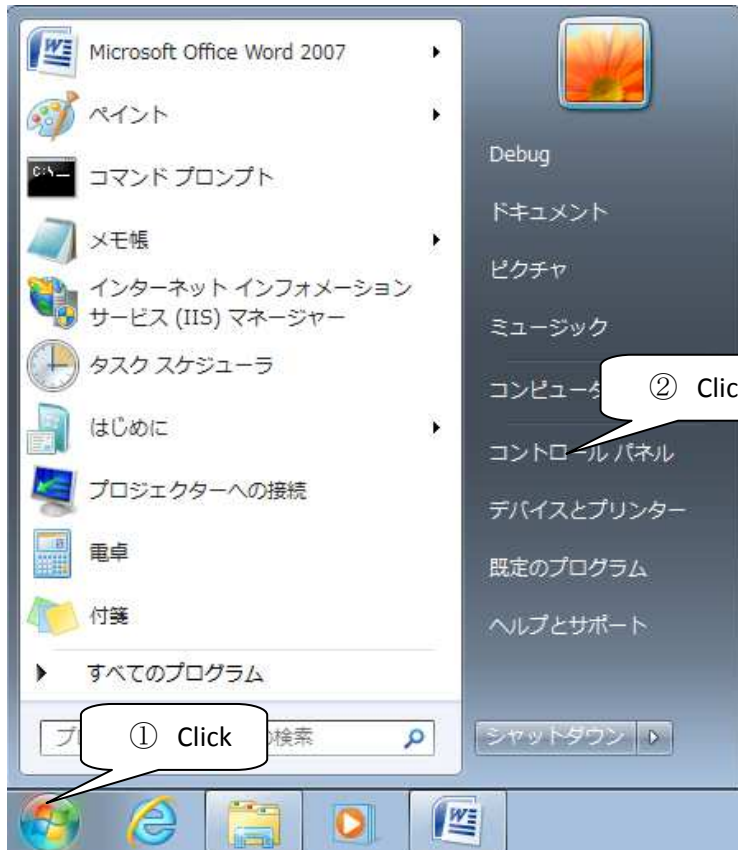 Microsoft Office Word 2007
ペイント
C:\
コマンド プロンプト
メモ帳
インターネット インフォメーション
サービス (IIS) マネージャー
タスク スケジューラ
はじめに
プロジェクターへの接続
電卓
付箋
すべてのプログラム
① Click
検索
Debug
ドキュメント
ピクチャ
ミュージック
② Clic
コントロール パネル
デバイスとプリンター
既定のプログラム
ヘルプとサポート
シャットダウン